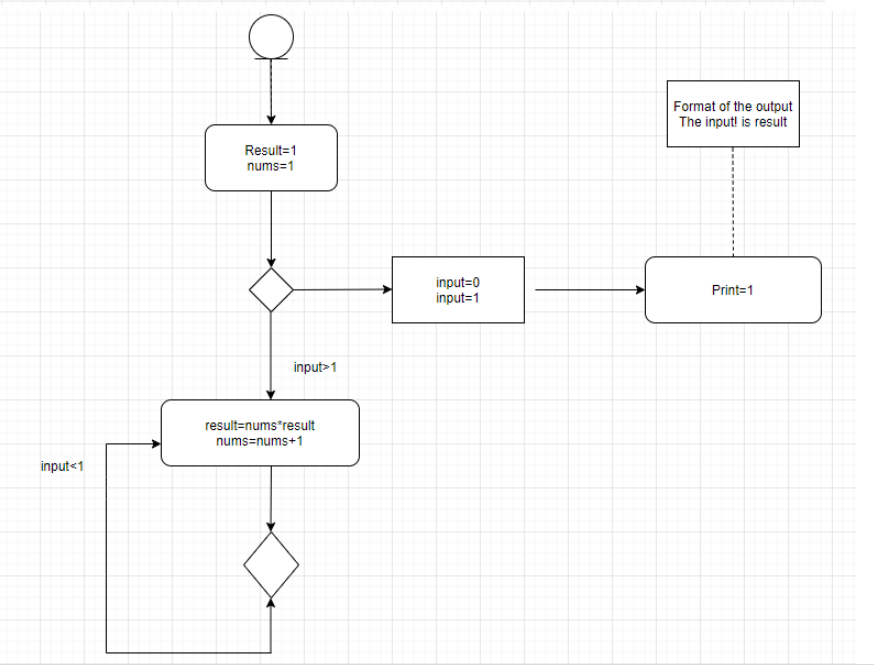 Format of the output
The input! is result
Result=1
nums=1
input=0
input=1
Print=1
input>1
result=nums*result
nums=nums+1
input<1